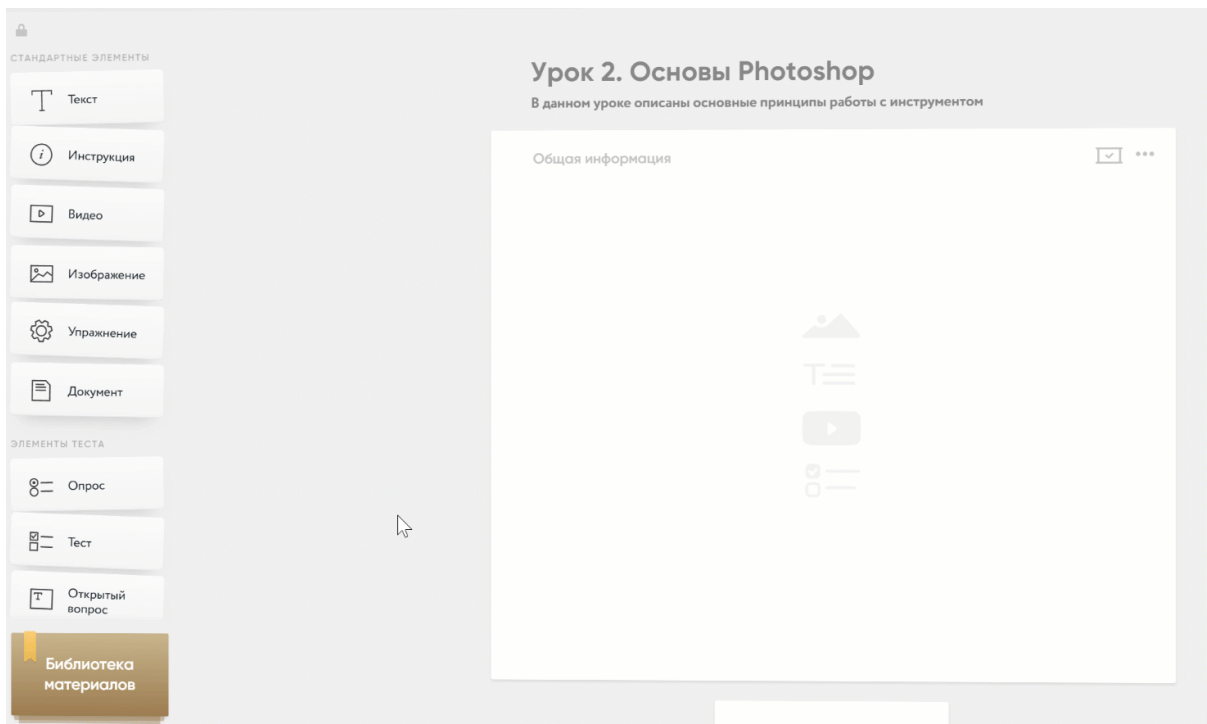 СТАНДАРТНЫЕ ЭЛЕМЕНТЫ
Текст
Инструкция
Видео
Изображение
Упражнение
Документ
ЭЛЕМЕНТЫ ТЕСТА
Опрос
Тест
Открытый
вопрос
Библиотека
материалов
Урок 2. Основы Photoshop
В данном уроке описаны основные принципы работы с инструментом
Общая информация